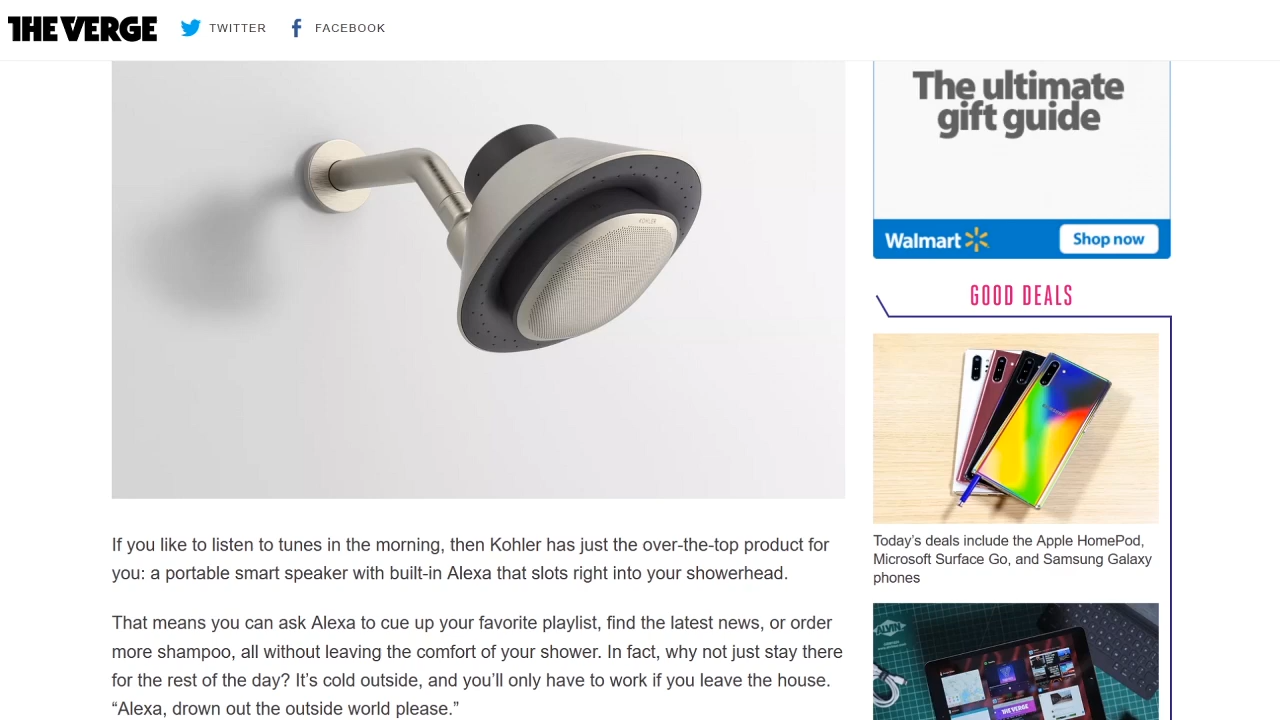 THE VERGE
TWITTER
FACEBOOK
KOHLER
If you like to listen to tunes in the morning, then Kohler has just the over-the-top product for
you: a portable smart speaker with built-in Alexa that slots right into your showerhead.
That means you can ask Alexa to cue up your favorite playlist, find the latest news, or order
more shampoo, all without leaving the comfort of your shower. In fact, why not just stay there
for the rest of the day? It’s cold outside, and you’ll only have to work if you leave the house.
“Alexa, drown out the outside world please.”
The ultimate
gift guide
Walmart
Shop now
GOOD DEALS
SAMSUNG
Today’s deals include the Apple HomePod,
Microsoft Surface Go, and Samsung Galaxy
phones
ALVIN
THE VERGE